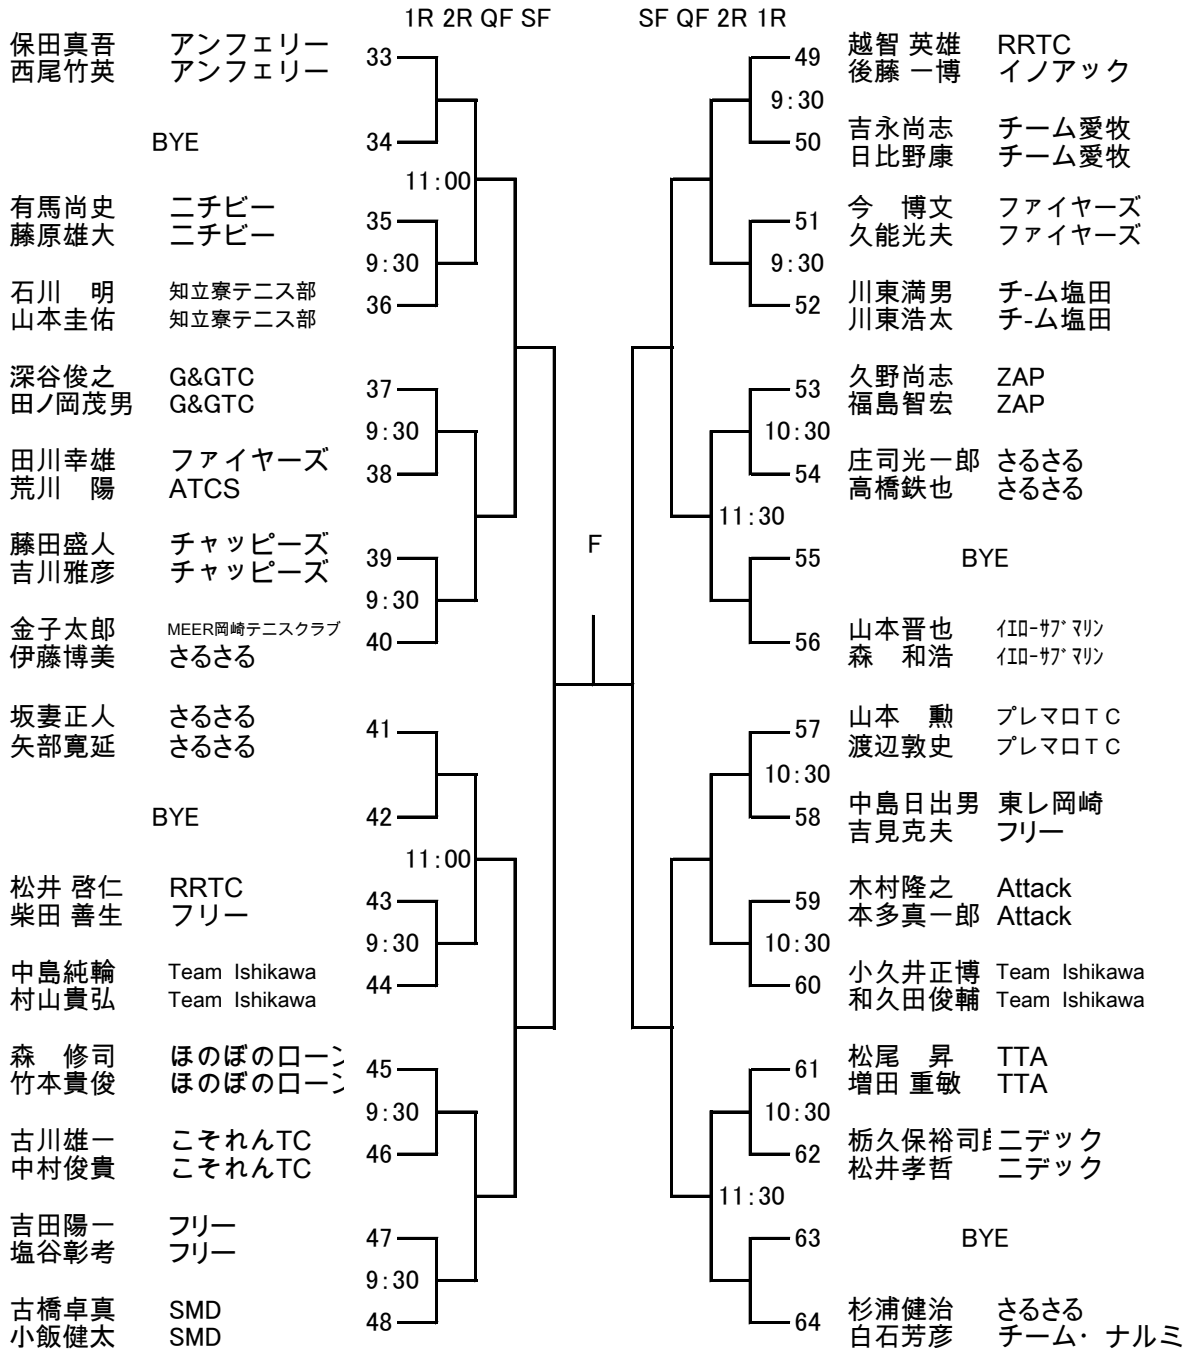 1R 2R QF SF
保田真吾 アンフェリー
西尾竹英 アンフェリー
33
BYE 34
11:00
有馬尚史 ニチビー
藤原雄大 ニチビー
35
9:30
石川 明 知立寮テニス部
山本圭佑 知立寮テニス部
36
深谷俊之 G&GTC
田ノ岡茂男 G&GTC
37
9:30
田川幸雄 ファイヤーズ
荒川 陽 ATCS
38
藤田盛人 チャッピーズ
吉川雅彦 チャッピーズ
39
9:30
金子太郎 MEER岡崎テニスクラブ
伊藤博美 さるさる
40
坂妻正人 さるさる
矢部寛延 さるさる
41
BYE 42
11:00
松井 啓仁 RRTC
柴田 善生 フリー
43
9:30
中島純輪 Team Ishikawa
村山貴弘 Team Ishikawa
44
森 修司 ほのぼのローン
竹本貴俊 ほのぼのローン
45
9:30
古川雄一 こそれんTC
中村俊貴 こそれんTC
46
吉田陽一 フリー
塩谷彰考 フリー
47
9:30
古橋卓真 SMD
小飯健太 SMD
48
F
SF QF 2R 1R
49
越智 英雄 RRTC
後藤 一博 イノアック
9:30
50
吉永尚志 チーム愛牧
日比野康 チーム愛牧
51
今 博文 ファイヤーズ
久能光夫 ファイヤーズ
9:30
52
川東満男 チ-ム塩田
川東浩太 チ-ム塩田
53
久野尚志 ZAP
福島智宏 ZAP
10:30
54
庄司光一郎 さるさる
高橋鉄也 さるさる
11:30
55 BYE
56
山本晋也 ｲｴﾛｰｻﾌﾞﾏﾘﾝ
森 和浩 ｲｴﾛｰｻﾌﾞﾏﾘﾝ
57
山本 勲 プレマロＴＣ
渡辺敦史 プレマロＴＣ
10:30
58
中島日出男 東レ岡崎
吉見克夫 フリー
59
木村隆之 Attack
本多真一郎 Attack
10:30
60
小久井正博 Team Ishikawa
和久田俊輔 Team Ishikawa
61
松尾 昇 TTA
増田 重敏 TTA
10:30
62
栃久保裕司 ニデック
松井孝哲 ニデック
11:30
63 BYE
64
杉浦健治 さるさる
白石芳彦 チーム・ナルミ